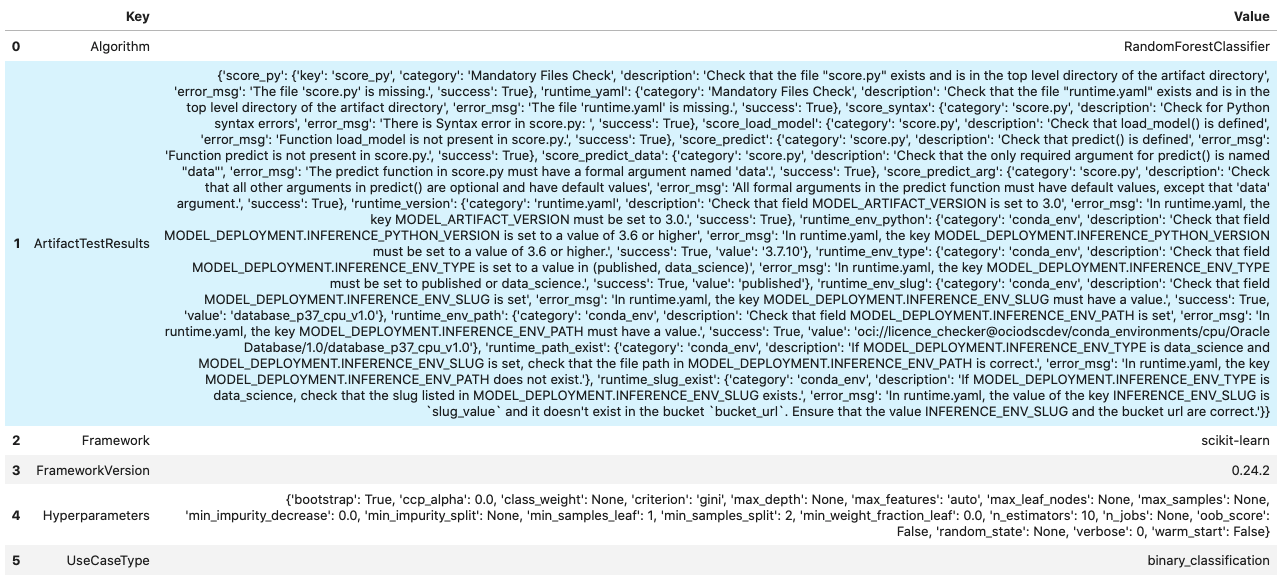 Key Value
0 Algorithm RandomForestClassifier
{'score_py': {'key': 'score_py', 'category': 'Mandatory Files Check', 'description': 'Check that the file "score.py" exists and is in the top level directory of the artifact directory',
'error_msg': 'The file 'score.py' is missing.', 'success': True}, 'runtime_yaml': {'category': 'Mandatory Files Check', 'description': 'Check that the file "runtime.yaml" exists and is in the
top level directory of the artifact directory', 'error_msg': 'The file 'runtime.yaml' is missing.', 'success': True}, 'score_syntax': {'category': 'score.py', 'description': 'Check for Python
syntax errors', 'error_msg': 'There is Syntax error in score.py: ', 'success': True}, 'score_load_model': {'category': 'score.py', 'description': 'Check that load_model() is defined',
'error_msg': 'Function load_model is not present in score.py.', 'success': True}, 'score_predict': {'category': 'score.py', 'description': 'Check that predict() is defined', 'error_msg':
'Function predict is not present in score.py.', 'success': True}, 'score_predict_data': {'category': 'score.py', 'description': 'Check that the only required argument for predict() is named
"data"', 'error_msg': 'The predict function in score.py must have a formal argument named 'data'.', 'success': True}, 'score_predict_arg': {'category': 'score.py', 'description': 'Check
that all other arguments in predict() are optional and have default values', 'error_msg': 'All formal arguments in the predict function must have default values, except that 'data'
argument.', 'success': True}, 'runtime_version': {'category': 'runtime.yaml', 'description': 'Check that field MODEL_ARTIFACT_VERSION is set to 3.0', 'error_msg': 'In runtime.yaml, the
key MODEL_ARTIFACT_VERSION must be set to 3.0.', 'success': True}, 'runtime_env_python': {'category': 'conda_env', 'description': 'Check that field
1 ArtifactTestResults MODEL_DEPLOYMENT.INFERENCE_PYTHON_VERSION is set to a value of 3.6 or higher', 'error_msg': 'In runtime.yaml, the key MODEL_DEPLOYMENT.INFERENCE_PYTHON_VERSION
must be set to a value of 3.6 or higher.', 'success': True, 'value': '3.7.10'}, 'runtime_env_type': {'category': 'conda_env', 'description': 'Check that field
MODEL_DEPLOYMENT.INFERENCE_ENV_TYPE is set to a value in (published, data_science)', 'error_msg': 'In runtime.yaml, the key MODEL_DEPLOYMENT.INFERENCE_ENV_TYPE
must be set to published or data_science.', 'success': True, 'value': 'published'}, 'runtime_env_slug': {'category': 'conda_env', 'description': 'Check that field
MODEL_DEPLOYMENT.INFERENCE_ENV_SLUG is set', 'error_msg': 'In runtime.yaml, the key MODEL_DEPLOYMENT.INFERENCE_ENV_SLUG must have a value.', 'success': True,
'value': 'database_p37_cpu_v1.0'}, 'runtime_env_path': {'category': 'conda_env', 'description': 'Check that field MODEL_DEPLOYMENT.INFERENCE_ENV_PATH is set', 'error_msg': 'In
runtime.yaml, the key MODEL_DEPLOYMENT.INFERENCE_ENV_PATH must have a value.', 'success': True, 'value': 'oci://licence_checker@ociodscdev/conda_environments/cpu/Oracle
Database/1.0/database_p37_cpu_v1.0'}, 'runtime_path_exist': {'category': 'conda_env', 'description': 'If MODEL_DEPLOYMENT.INFERENCE_ENV_TYPE is data_science and
MODEL_DEPLOYMENT.INFERENCE_ENV_SLUG is set, check that the file path in MODEL_DEPLOYMENT.INFERENCE_ENV_PATH is correct.', 'error_msg': 'In runtime.yaml, the key
MODEL_DEPLOYMENT.INFERENCE_ENV_PATH does not exist.'}, 'runtime_slug_exist': {'category': 'conda_env', 'description': 'If MODEL_DEPLOYMENT.INFERENCE_ENV_TYPE is
data_science, check that the slug listed in MODEL_DEPLOYMENT.INFERENCE_ENV_SLUG exists.', 'error_msg': 'In runtime.yaml, the value of the key INFERENCE_ENV_SLUG is
`slug_value` and it doesn't exist in the bucket `bucket_url`. Ensure that the value INFERENCE_ENV_SLUG and the bucket url are correct.'}}
2 Framework scikit-learn
3 FrameworkVersion 0.24.2
{'bootstrap': True, 'ccp_alpha': 0.0, 'class_weight': None, 'criterion': 'gini', 'max_depth': None, 'max_features': 'auto', 'max_leaf_nodes': None, 'max_samples': None,
4 Hyperparameters 'min_impurity_decrease': 0.0, 'min_impurity_split': None, 'min_samples_leaf': 1, 'min_samples_split': 2, 'min_weight_fraction_leaf': 0.0, 'n_estimators': 10, 'n_jobs': None, 'oob_score':
False, 'random_state': None, 'verbose': 0, 'warm_start': False}
5 UseCaseType binary_classification